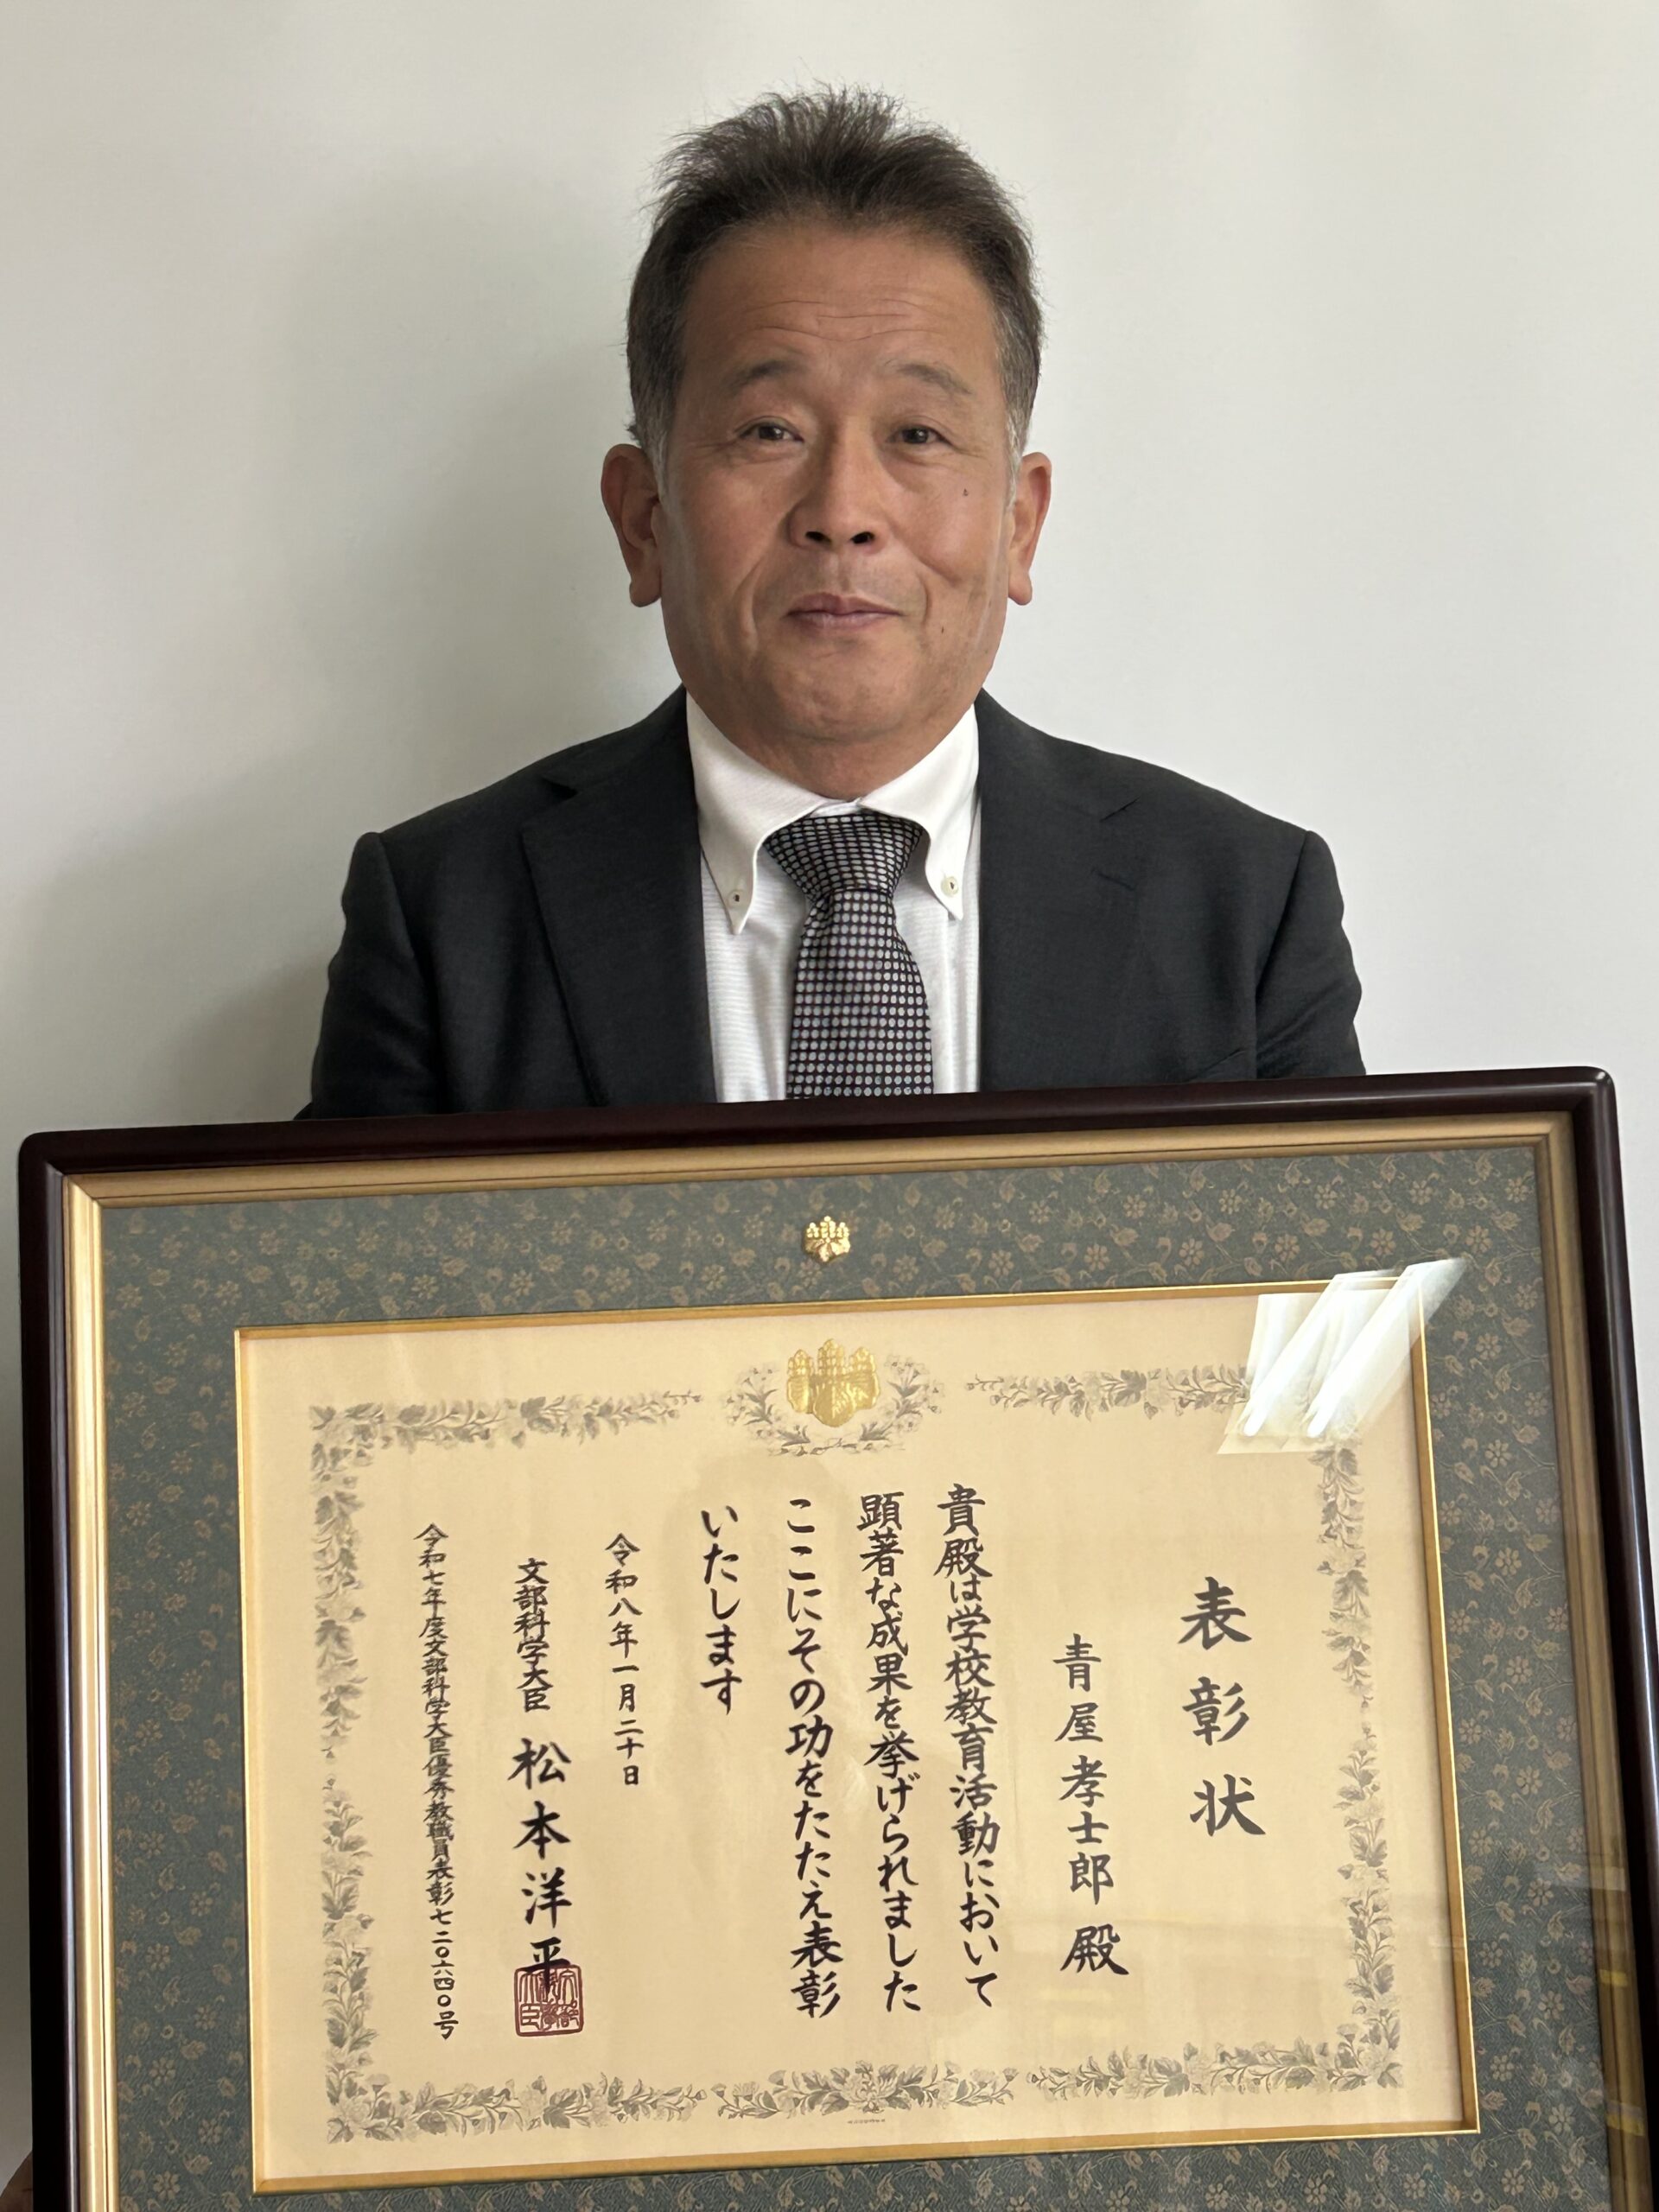 表彰状
青屋孝士郎 殿
貴殿は学校教育活動において
顕著な成果を挙げられました
ここにその功をたたえ表彰
いたします
令和八年一月二十日
文部科学大臣 松本洋平
令和七年度文部科学大臣優秀教職員表彰七二〇六四〇号